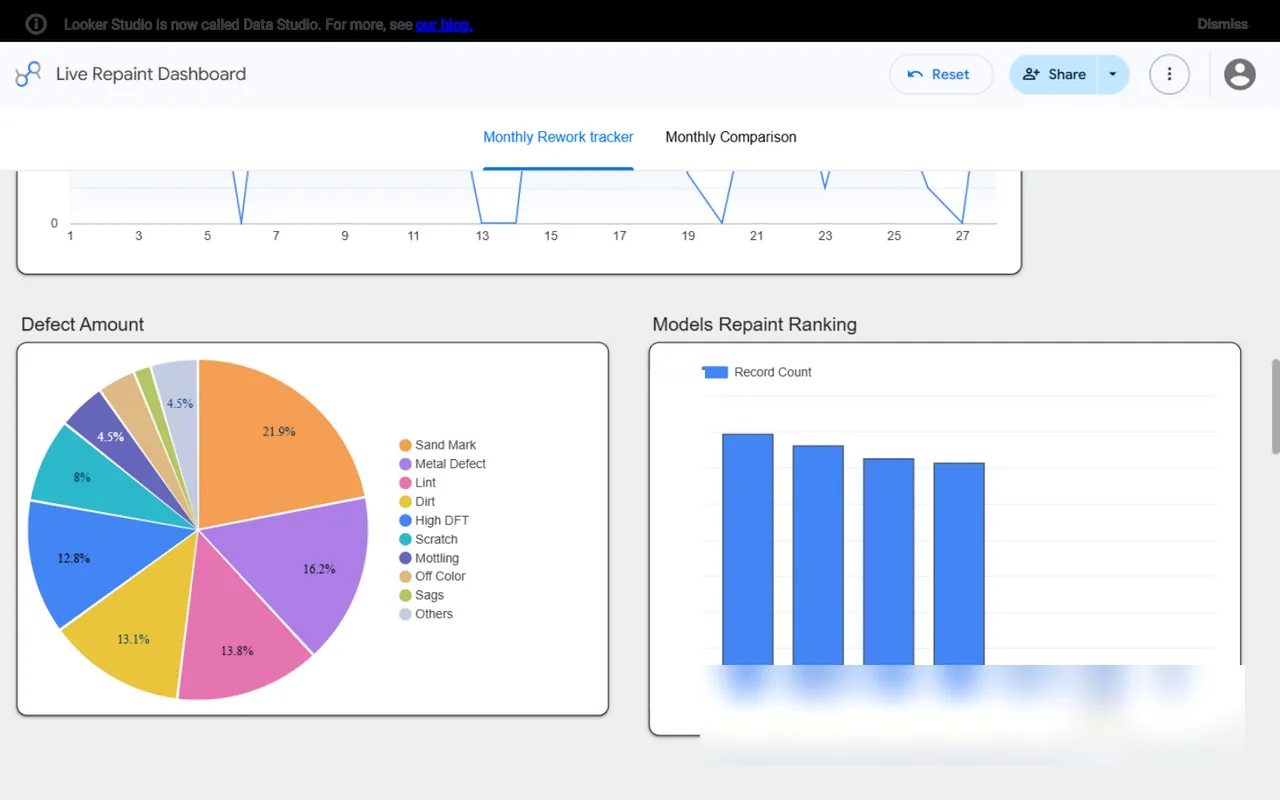 Looker Studio is now called Data Studio. For more, see our blog.
Dismiss
Live Repaint Dashboard
Reset
Share
Monthly Rework tracker
Monthly Comparison
0
1 3 5 7 9 11 13 15 17 19 21 23 25 27
Defect Amount
4.5%
21.9%
4.5%
8%
12.8%
16.2%
13.1%
13.8%
Sand Mark
Metal Defect
Lint
Dirt
High DFT
Scratch
Mottling
Off Color
Sags
Others
Models Repaint Ranking
Record Count